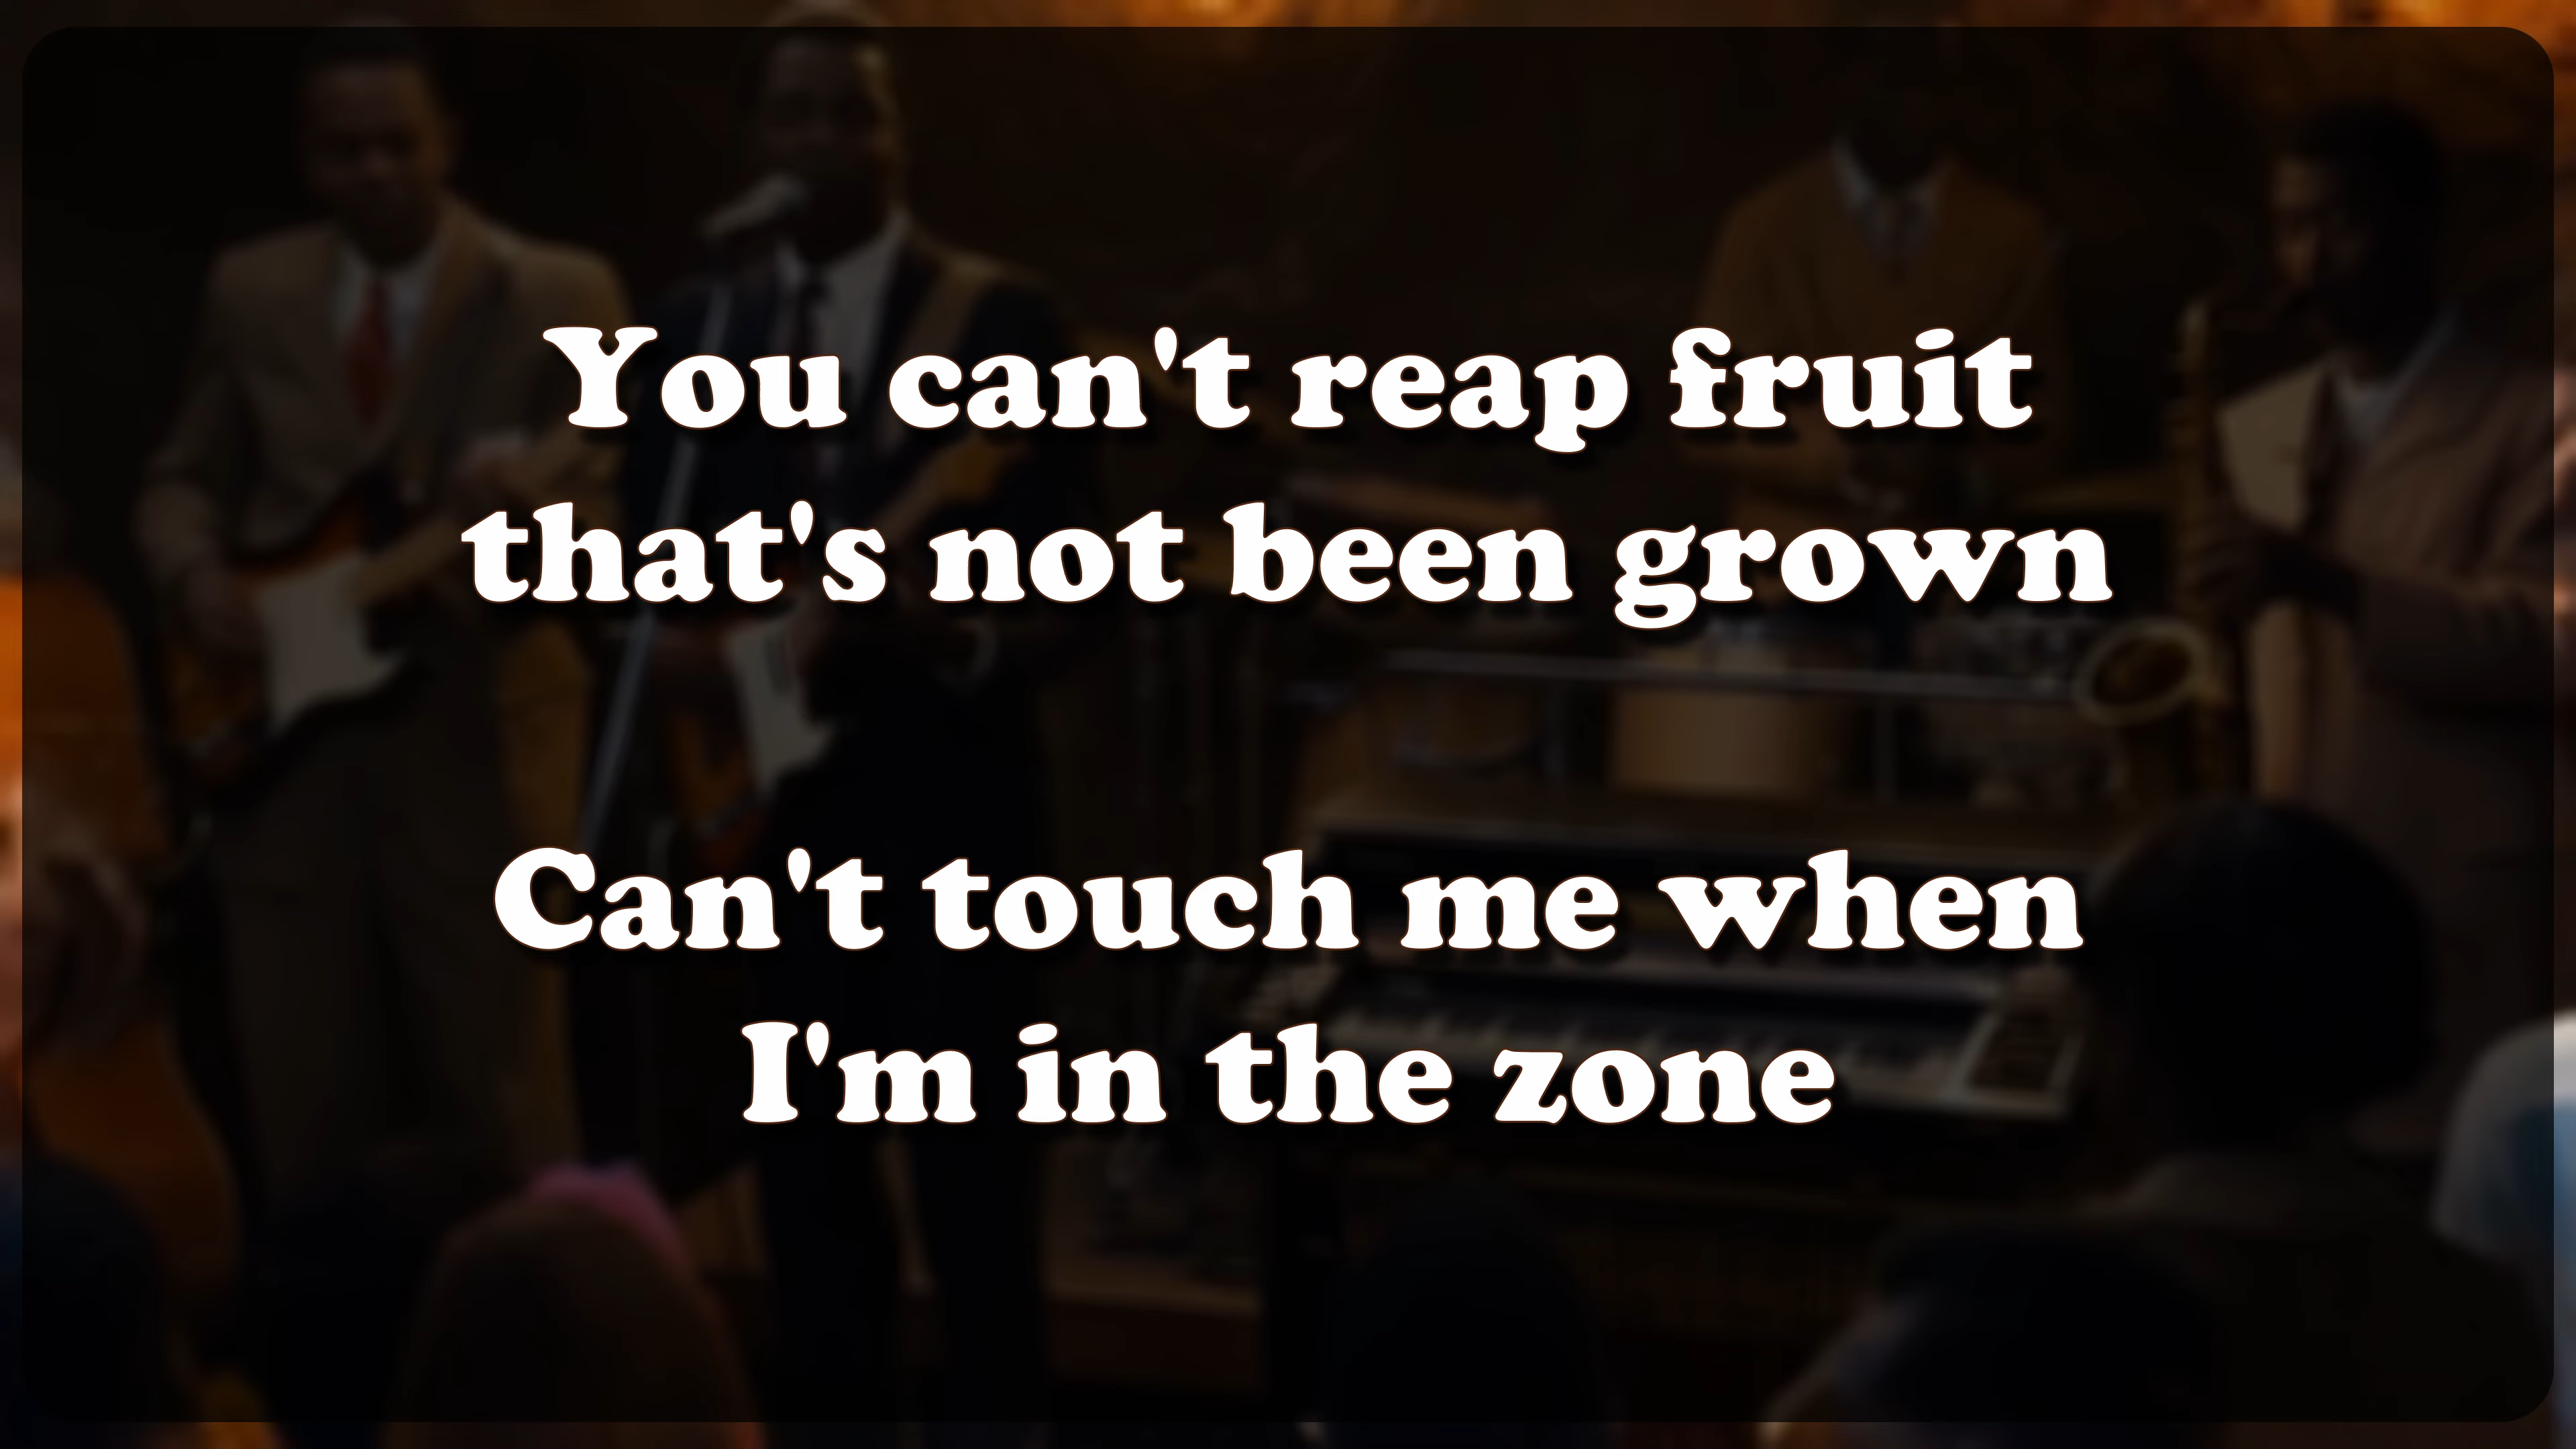 You can't reap fruit
that's not been grown
Can't touch me when
I'm in the zone